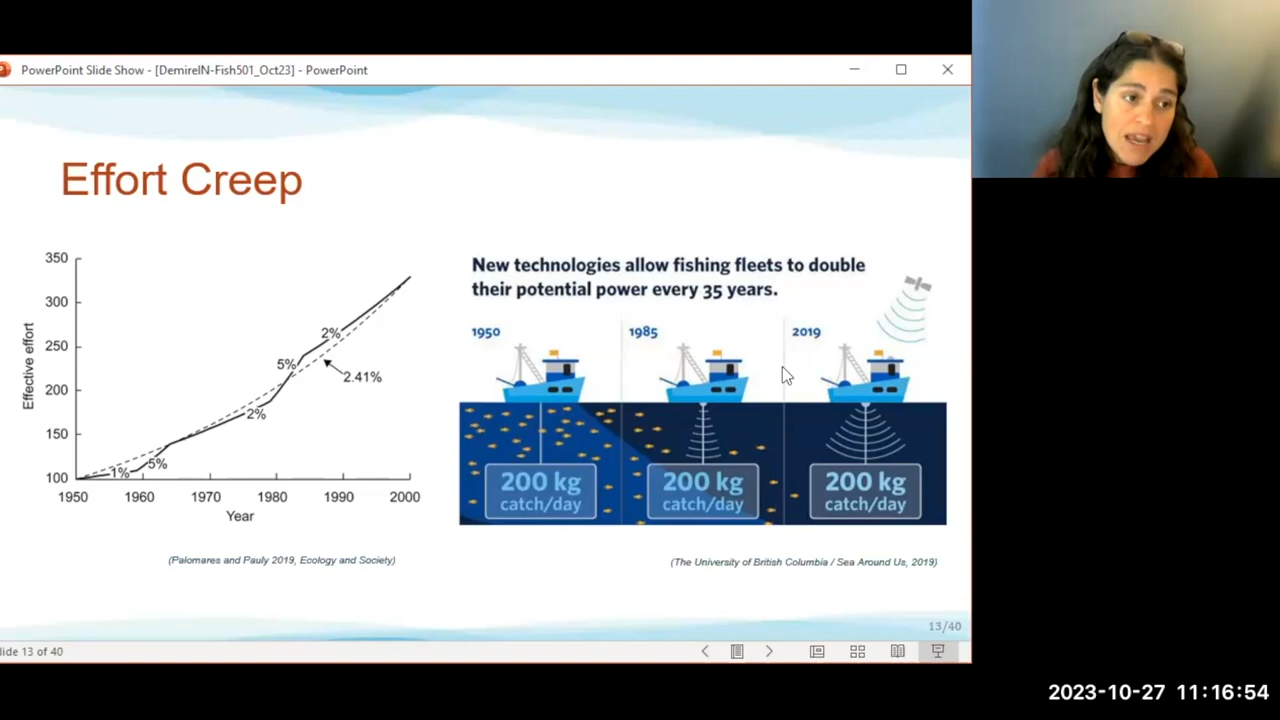 PowerPoint Slide Show - [DemirelN-Fish501_Oct23] - PowerPoint
Effort Creep
350
300
250
200
150
100
Effective effort
1%
5%
2%
5%
2%
2.41%
1950 1960 1970 1980 1990 2000
Year
(Palomares and Pauly 2019, Ecology and Society)
New technologies allow fishing fleets to double
their potential power every 35 years.
1950 1985 2019
200 kg
catch/day
200 kg
catch/day
200 kg
catch/day
(The University of British Columbia / Sea Around Us, 2019)
13/40
lide 13 of 40
2023-10-27 11:16:54